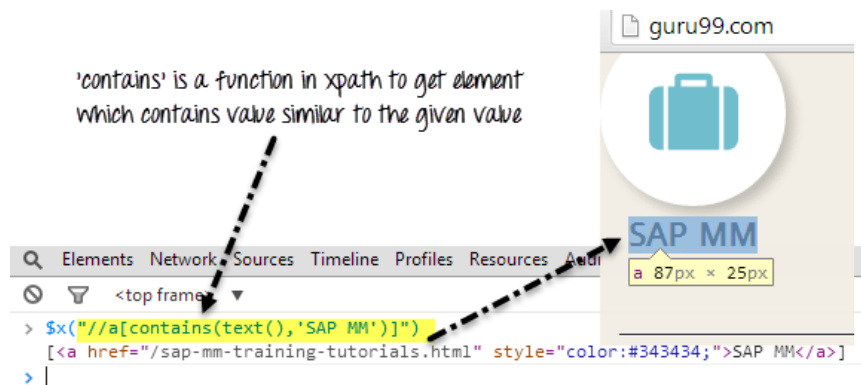 guru99.com
'contains' is a function in xpath to get element
which contains value similar to the given value
SAP MM
a 87px × 25px
Elements Network Sources Timeline Profiles Resources
<top frame> ▼
> $x("//a[contains(text(),'SAP MM')]")
[<a href="/sap-mm-training-tutorials.html" style="color:#343434;">SAP MM</a>]
>